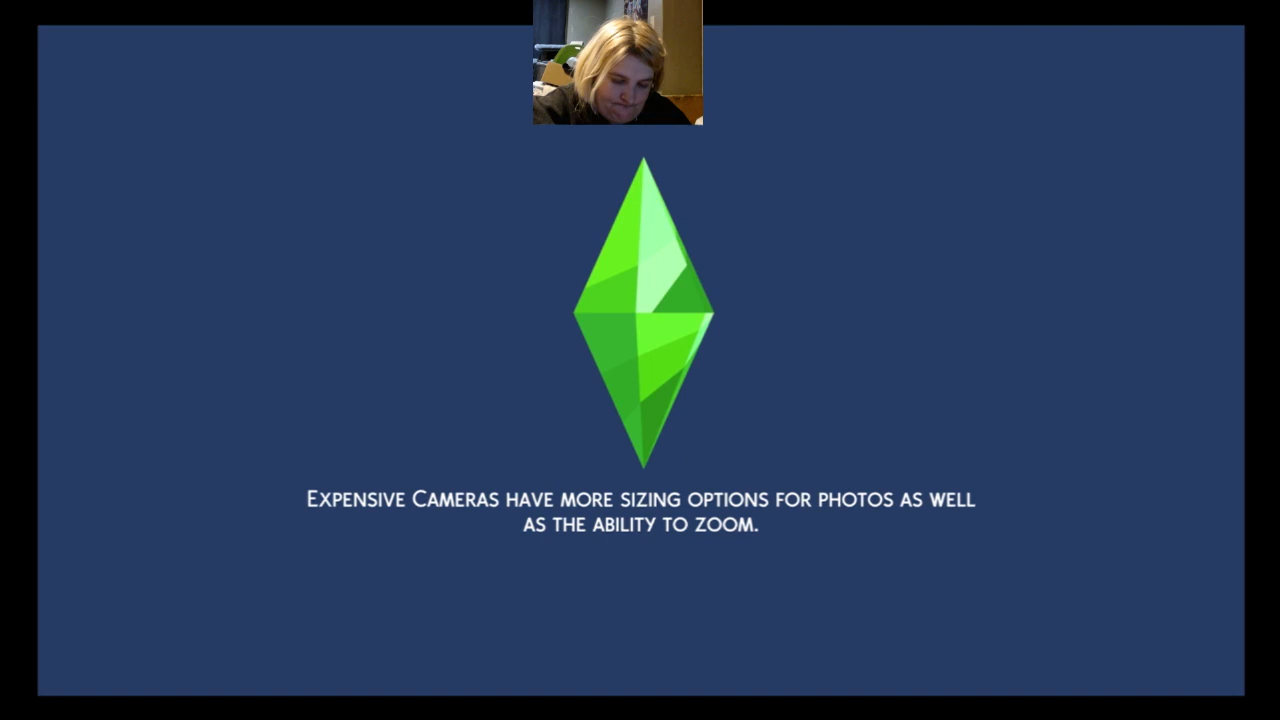 Expensive Cameras have more sizing options for photos as well
as the ability to zoom.